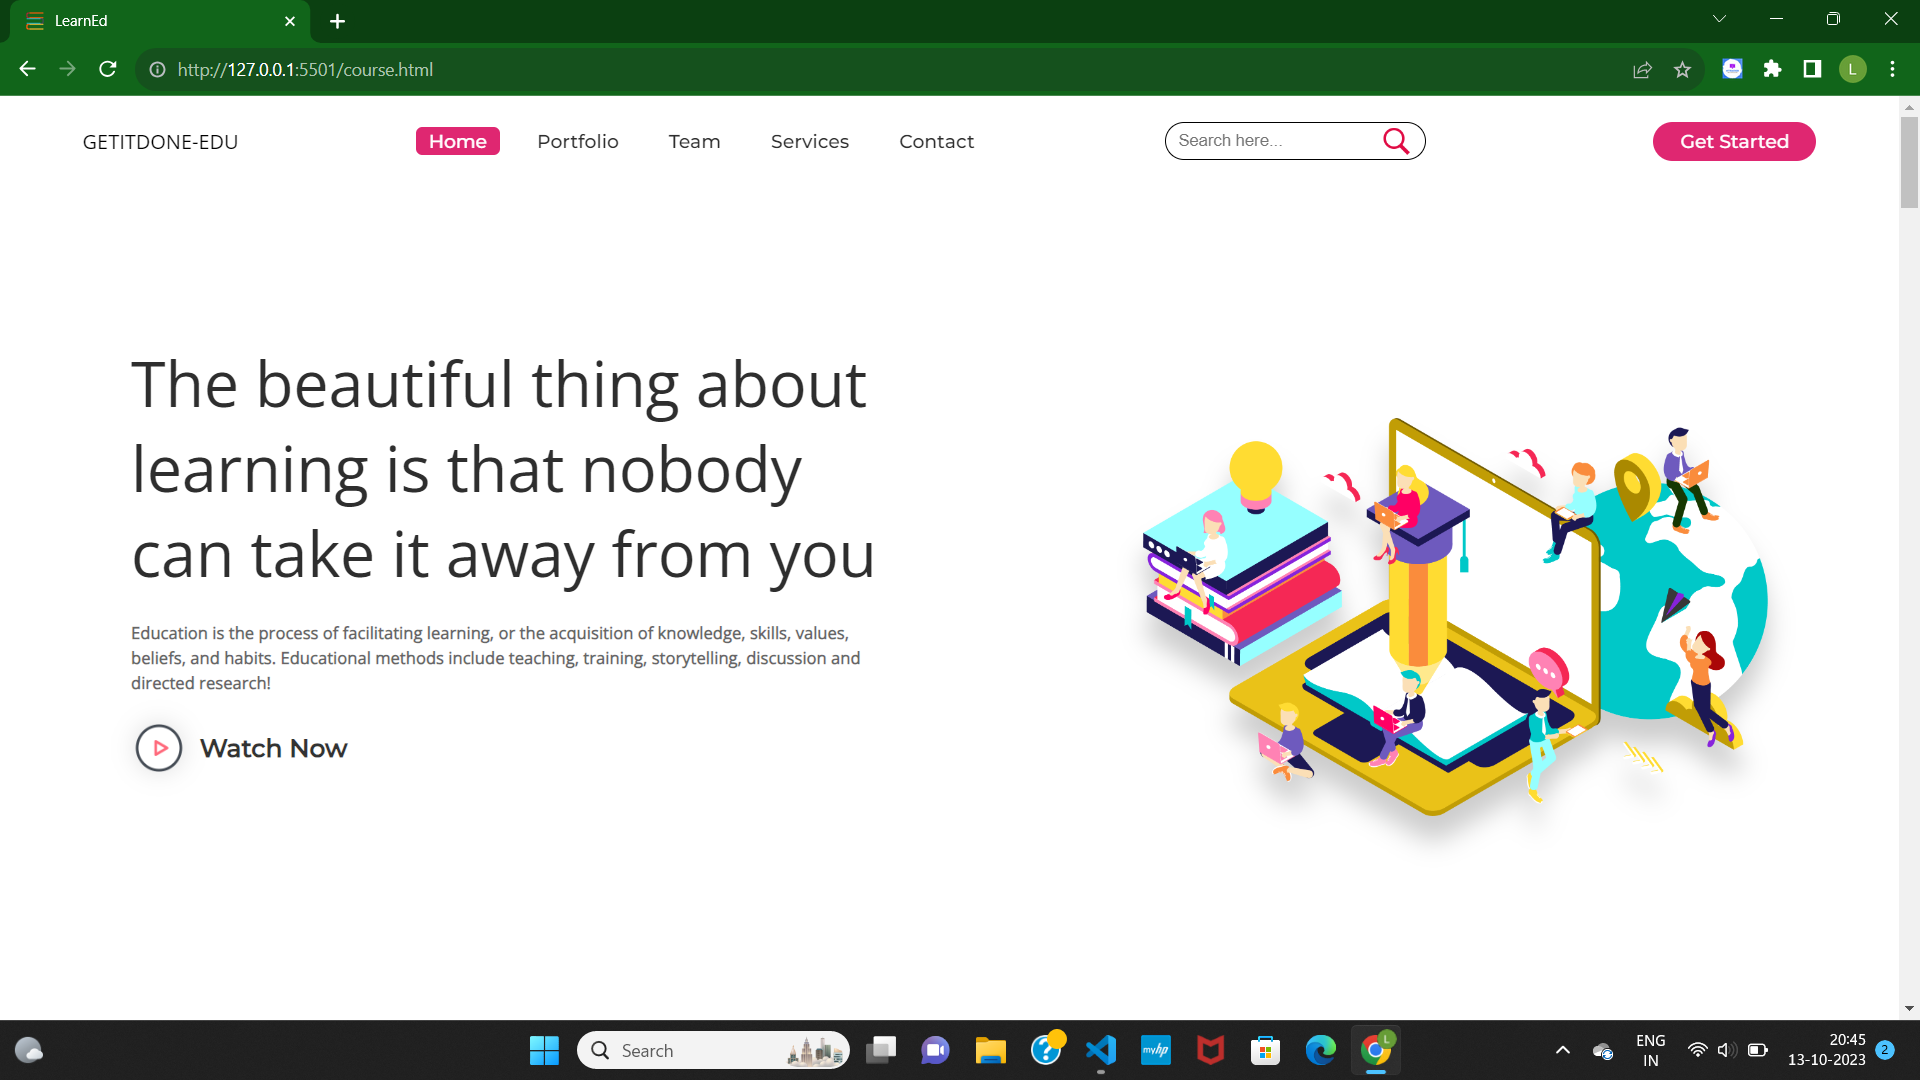 LearnEd
http://127.0.0.1:5501/course.html
L
GETITDONE-EDU
Home
Portfolio
Team
Services
Contact
Search here...
Get Started
The beautiful thing about
learning is that nobody
can take it away from you
Education is the process of facilitating learning, or the acquisition of knowledge, skills, values,
beliefs, and habits. Educational methods include teaching, training, storytelling, discussion and
directed research!
Watch Now
Search
myhp
L
ENG
IN
20:45
13-10-2023
2